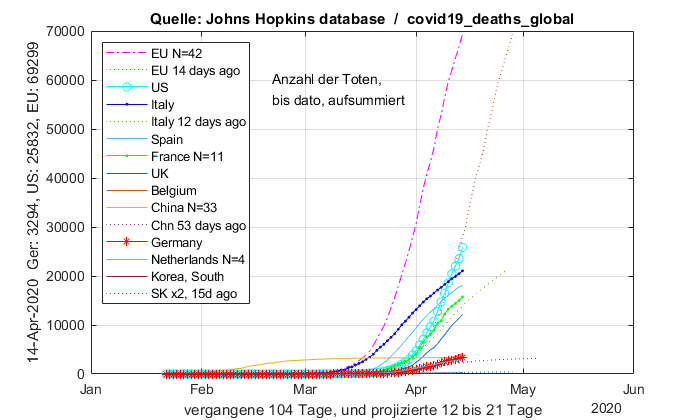 Quelle: Johns Hopkins database / covid19_deaths_global
14-Apr-2020 Ger: 3294, US: 25832, EU: 69299
70000
60000
50000
40000
30000
20000
10000
0
EU N=42
EU 14 days ago
US
Italy
Italy 12 days ago
Spain
France N=11
UK
Belgium
China N=33
Chn 53 days ago
Germany
Netherlands N=4
Korea, South
SK x2, 15d ago
Anzahl der Toten,
bis dato, aufsummiert
Jan Feb Mar Apr May Jun
2020
vergangene 104 Tage, und projizierte 12 bis 21 Tage